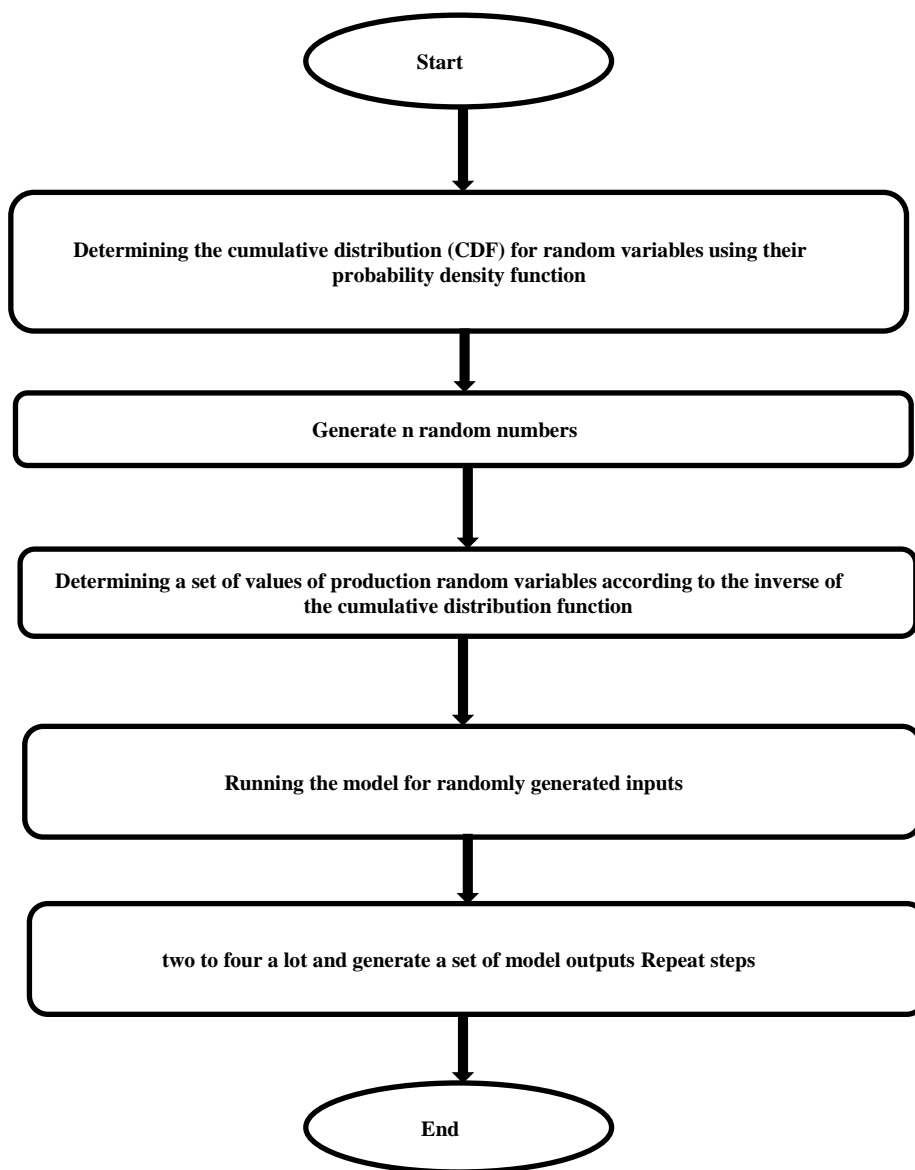 Start
Determining the cumulative distribution (CDF) for random variables using their
probability density function
Generate n random numbers
Determining a set of values of production random variables according to the inverse of
the cumulative distribution function
Running the model for randomly generated inputs
two to four a lot and generate a set of model outputs Repeat steps
End